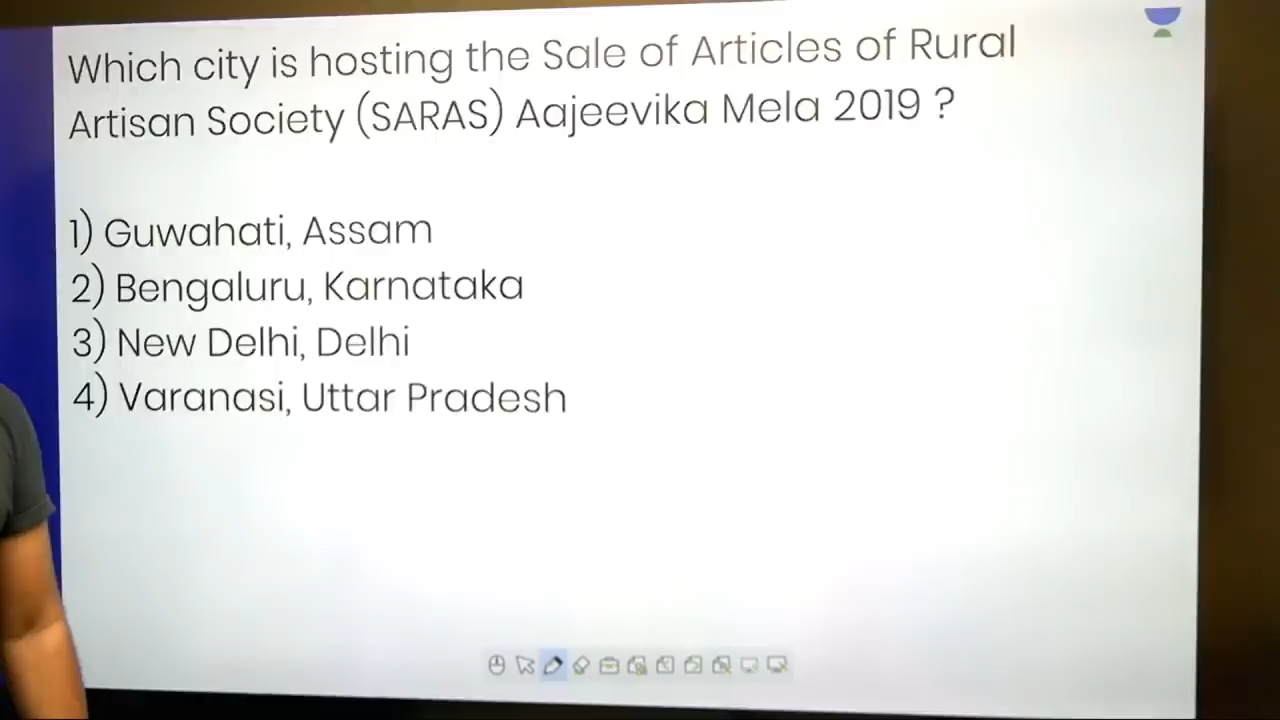 Which city is hosting the Sale of Articles of Rural
Artisan Society (SARAS) Aajeevika Mela 2019 ?
1) Guwahati, Assam
2) Bengaluru, Karnataka
3) New Delhi, Delhi
4) Varanasi, Uttar Pradesh